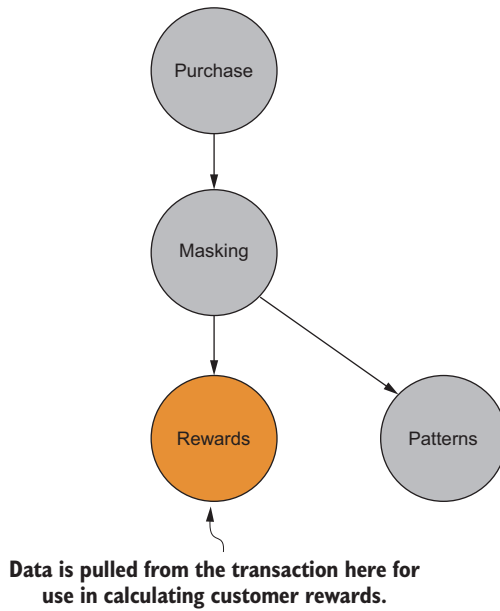 Purchase
Masking
Rewards
Patterns
Data is pulled from the transaction here for
use in calculating customer rewards.